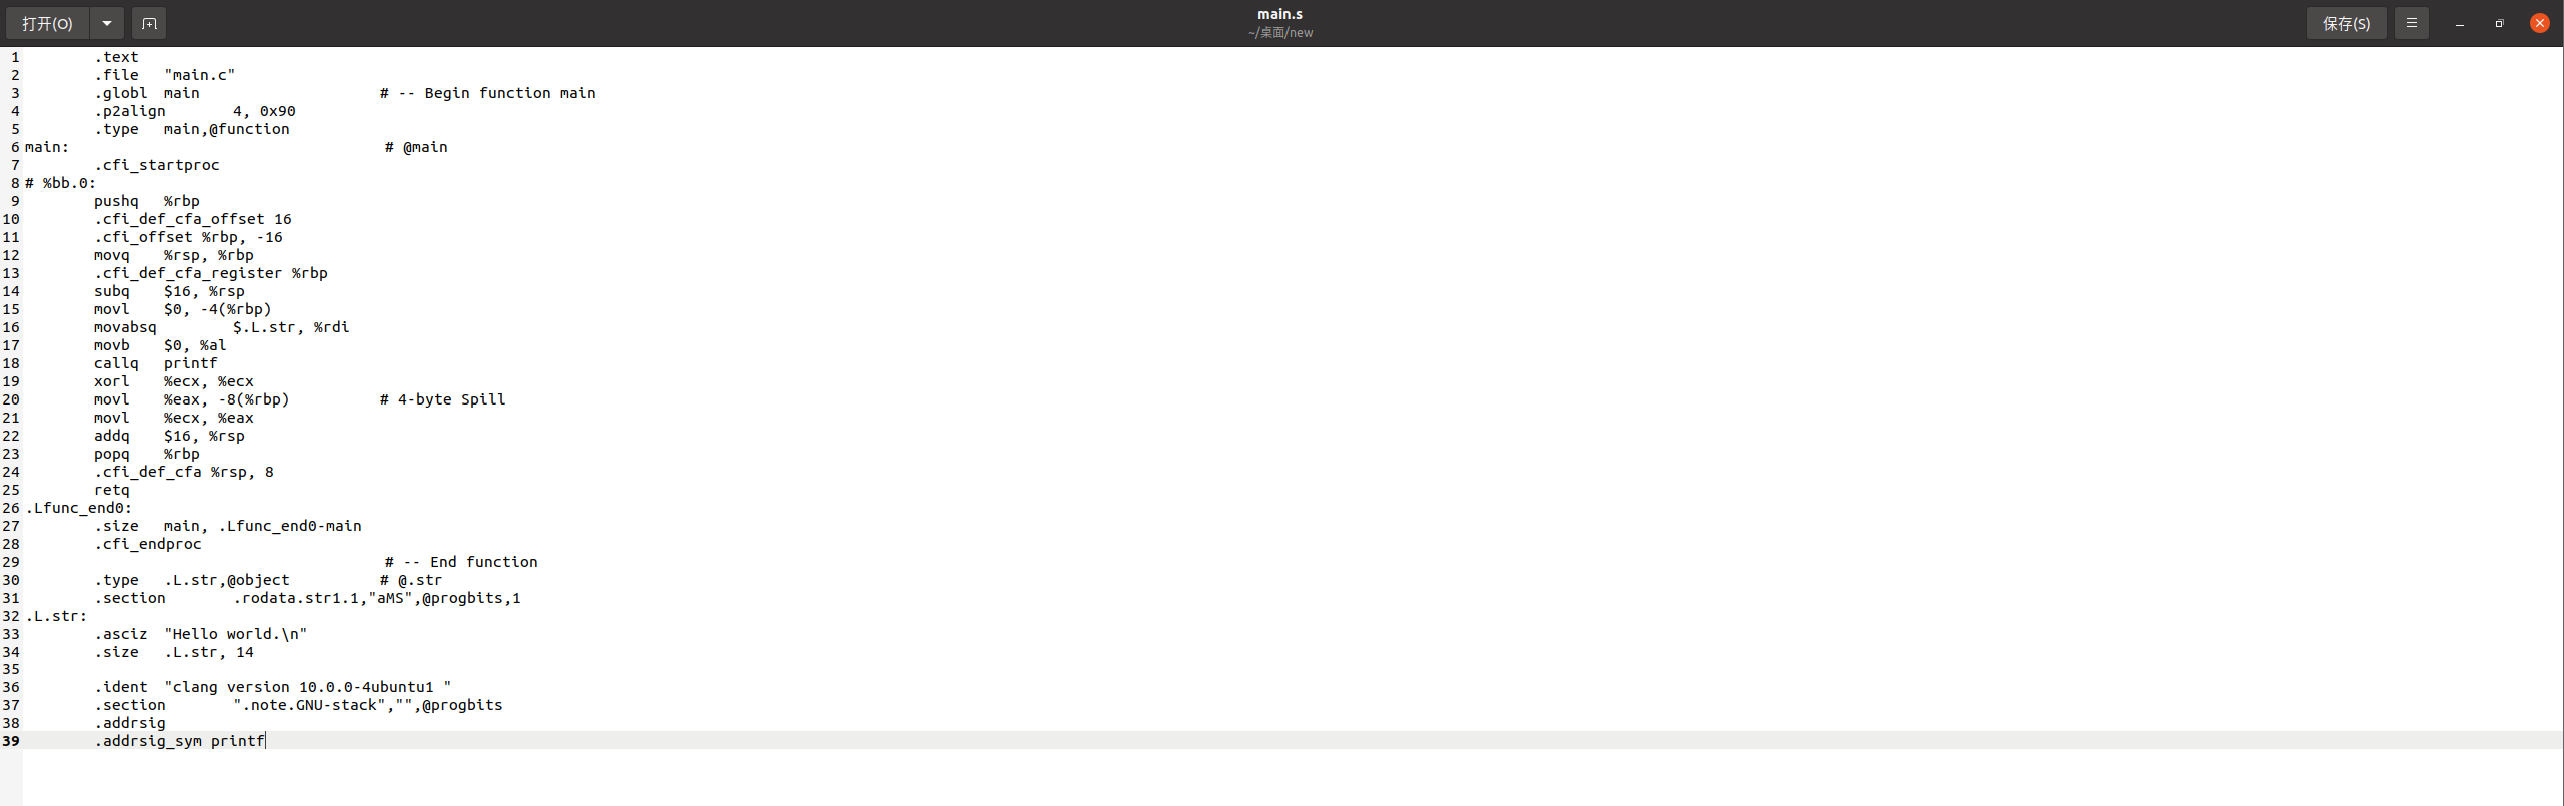 打开(O)
main.s
~/桌面/new
保存(S)
1 .text
2 .file "main.c"
3 .globl main # -- Begin function main
4 .p2align 4, 0x90
5 .type main,@function
6 main: # @main
7 .cfi_startproc
8 # %bb.0:
9 pushq %rbp
10 .cfi_def_cfa_offset 16
11 .cfi_offset %rbp, -16
12 movq %rsp, %rbp
13 .cfi_def_cfa_register %rbp
14 subq $16, %rsp
15 movl $0, -4(%rbp)
16 movabsq $.L.str, %rdi
17 movb $0, %al
18 callq printf
19 xorl %ecx, %ecx
20 movl %eax, -8(%rbp) # 4-byte Spill
21 movl %ecx, %eax
22 addq $16, %rsp
23 popq %rbp
24 .cfi_def_cfa %rsp, 8
25 retq
26 .Lfunc_end0:
27 .size main, .Lfunc_end0-main
28 .cfi_endproc
29 # -- End function
30 .type .L.str,@object # @.str
31 .section .rodata.str1.1,"aMS",@progbits,1
32 .L.str:
33 .asciz "Hello world.\n"
34 .size .L.str, 14
35
36 .ident "clang version 10.0.0-4ubuntu1 "
37 .section ".note.GNU-stack","",@progbits
38 .addrsig
39 .addrsig_sym printf